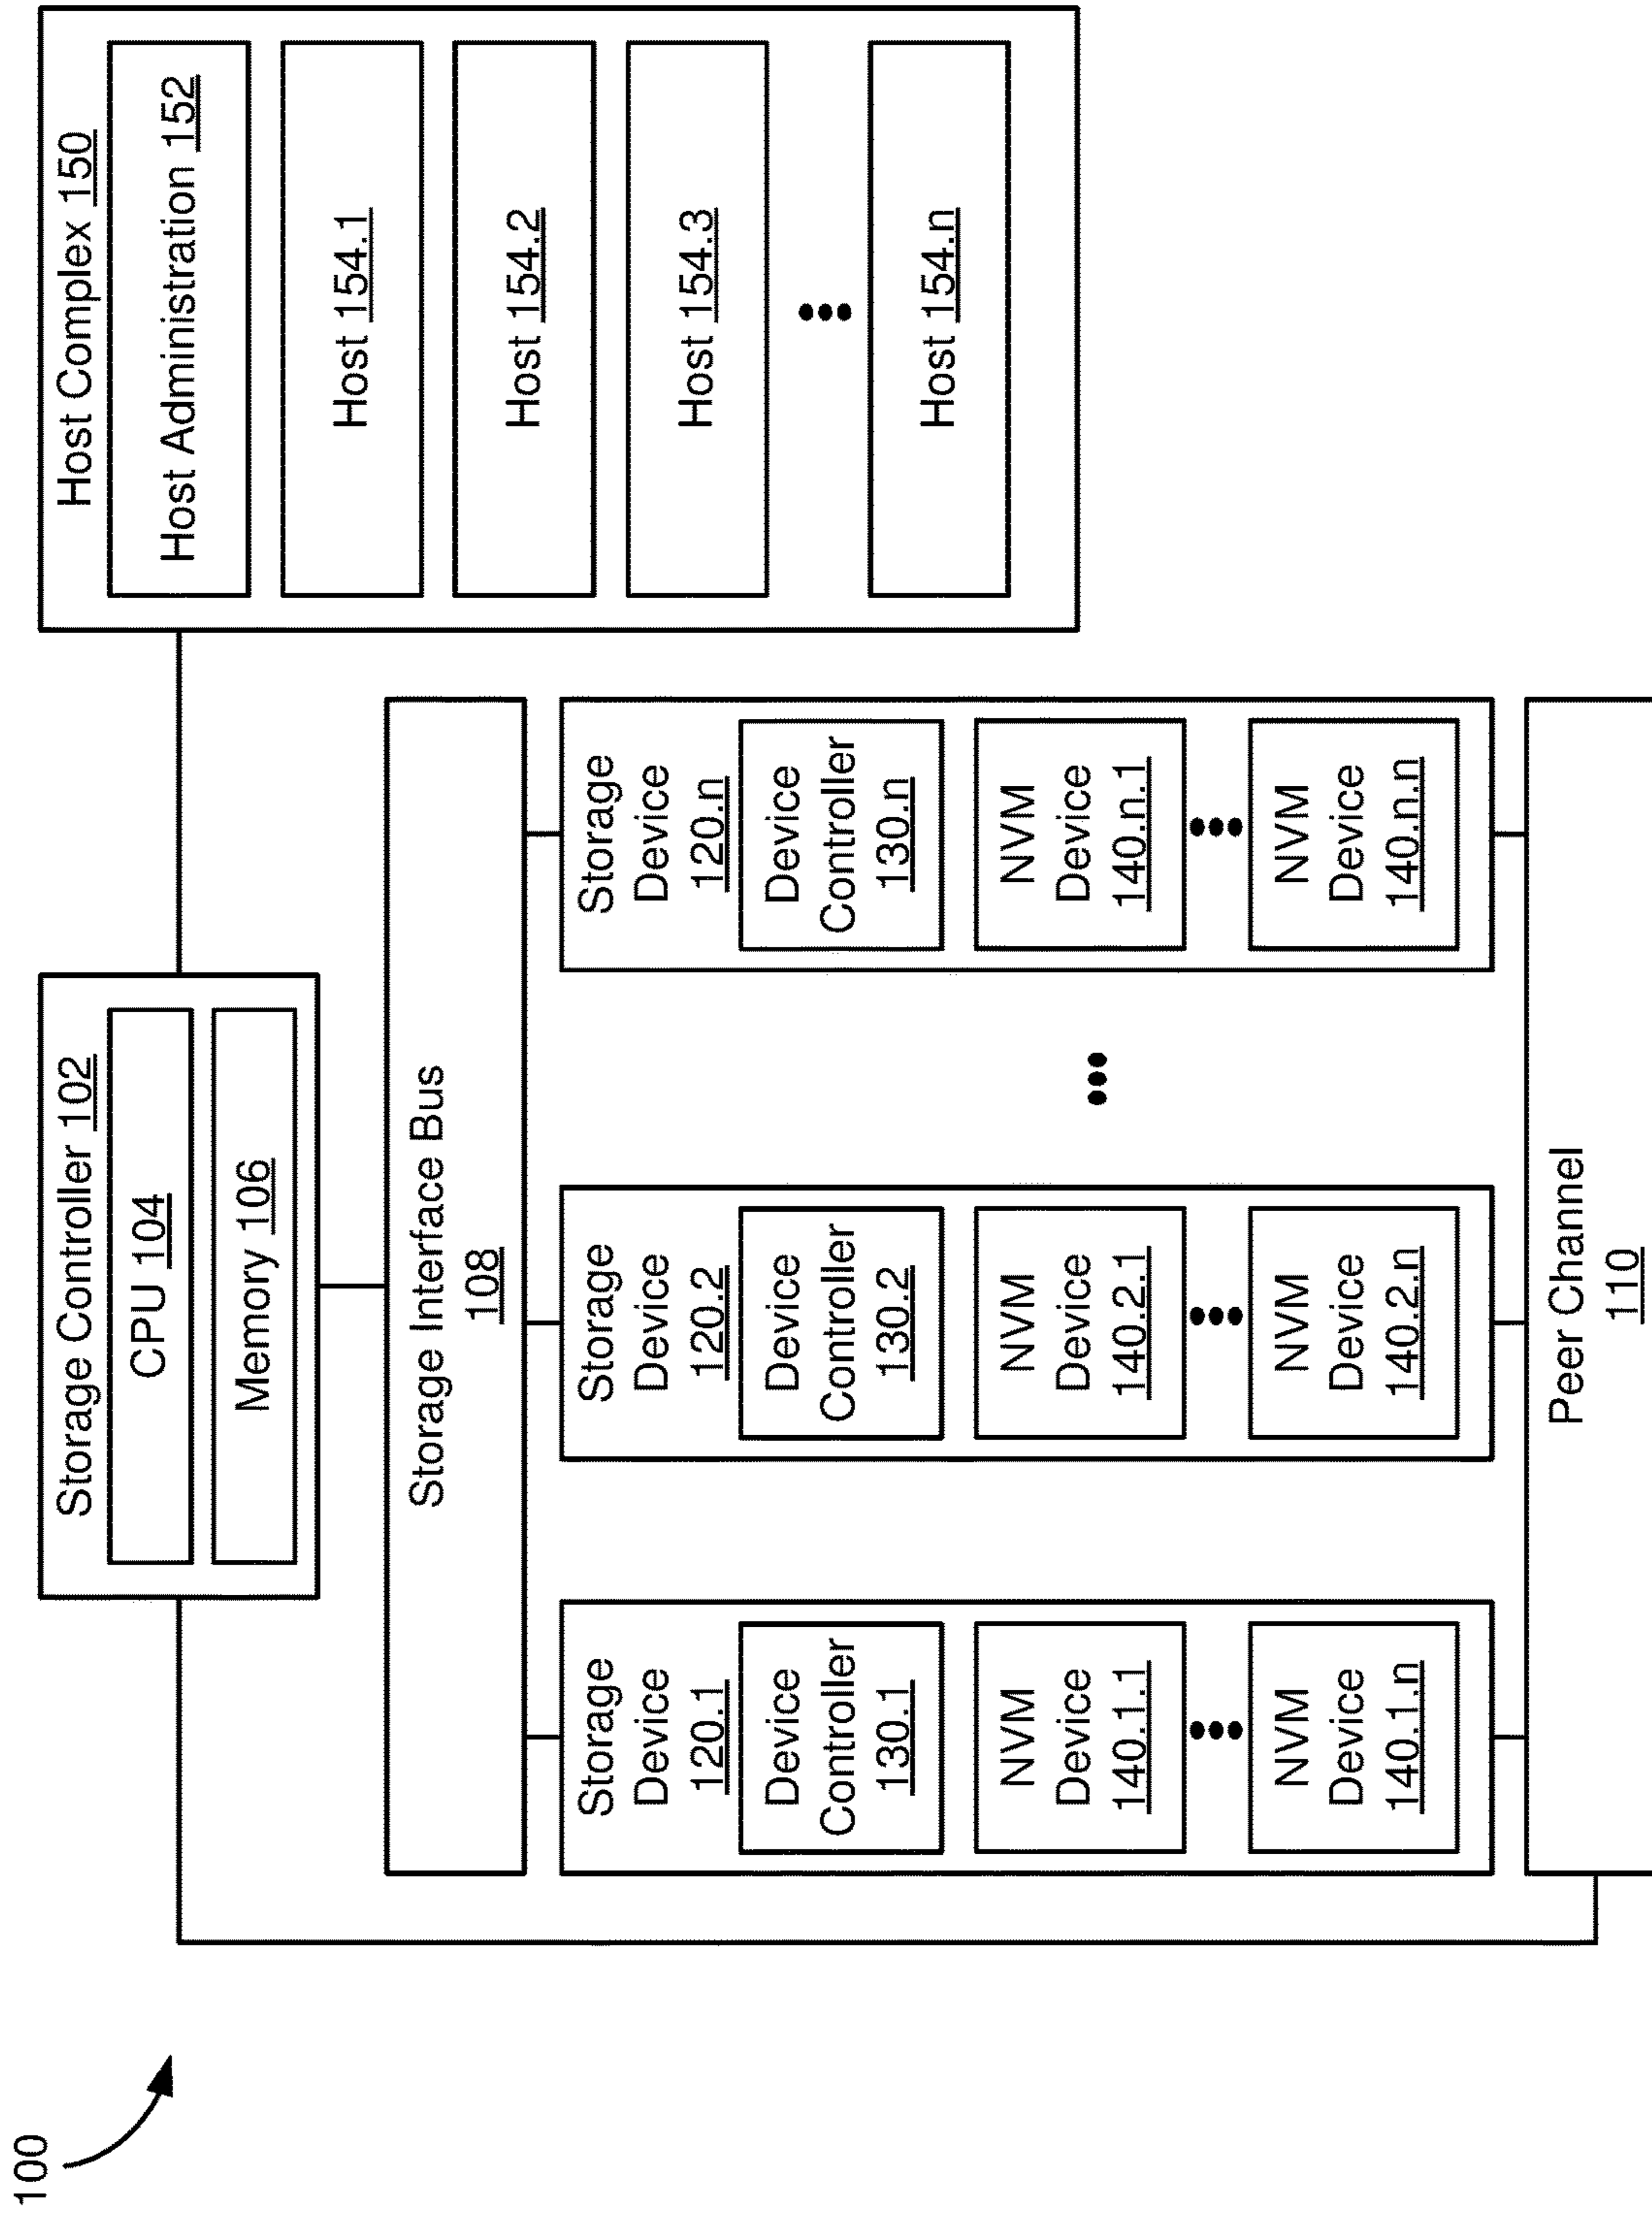 100
Storage Controller 102
CPU 104
Memory 106
Host Complex 150
Host Administration 152
Host 154.1
Host 154.2
Host 154.3
Host 154.n
Storage Interface Bus
108
Storage
Device
120.1
Device
Controller
130.1
NVM
Device
140.1.1
NVM
Device
140.1.n
Storage
Device
120.2
Device
Controller
130.2
NVM
Device
140.2.1
NVM
Device
140.2.n
Storage
Device
120.n
Device
Controller
130.n
NVM
Device
140.n.1
NVM
Device
140.n.n
Peer Channel
110